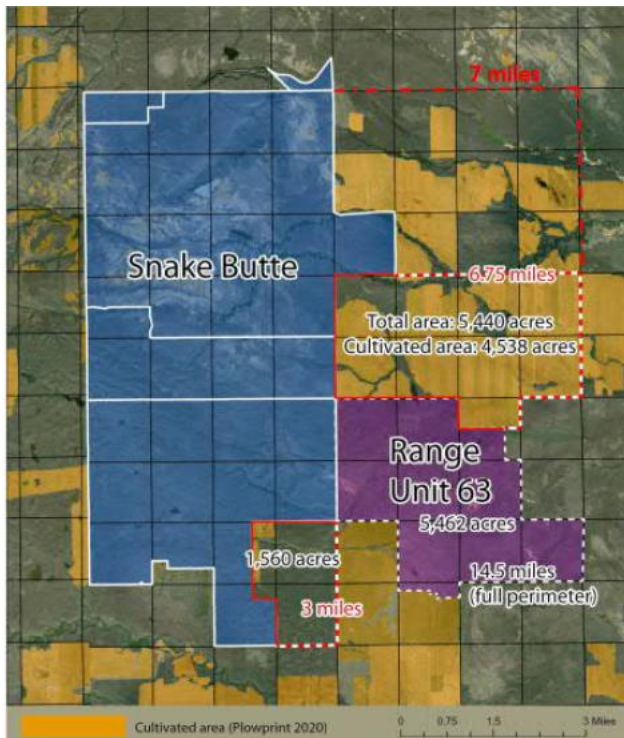 7 miles
Snake Butte
6.75 miles
Total area: 5,440 acres
Cultivated area: 4,538 acres
Range
Unit 63
5,462 acres
1,560 acres
14.5 miles
(full perimeter)
3 miles
Cultivated area (Plowprint 2020)
0 0.75 1.5 3 Miles